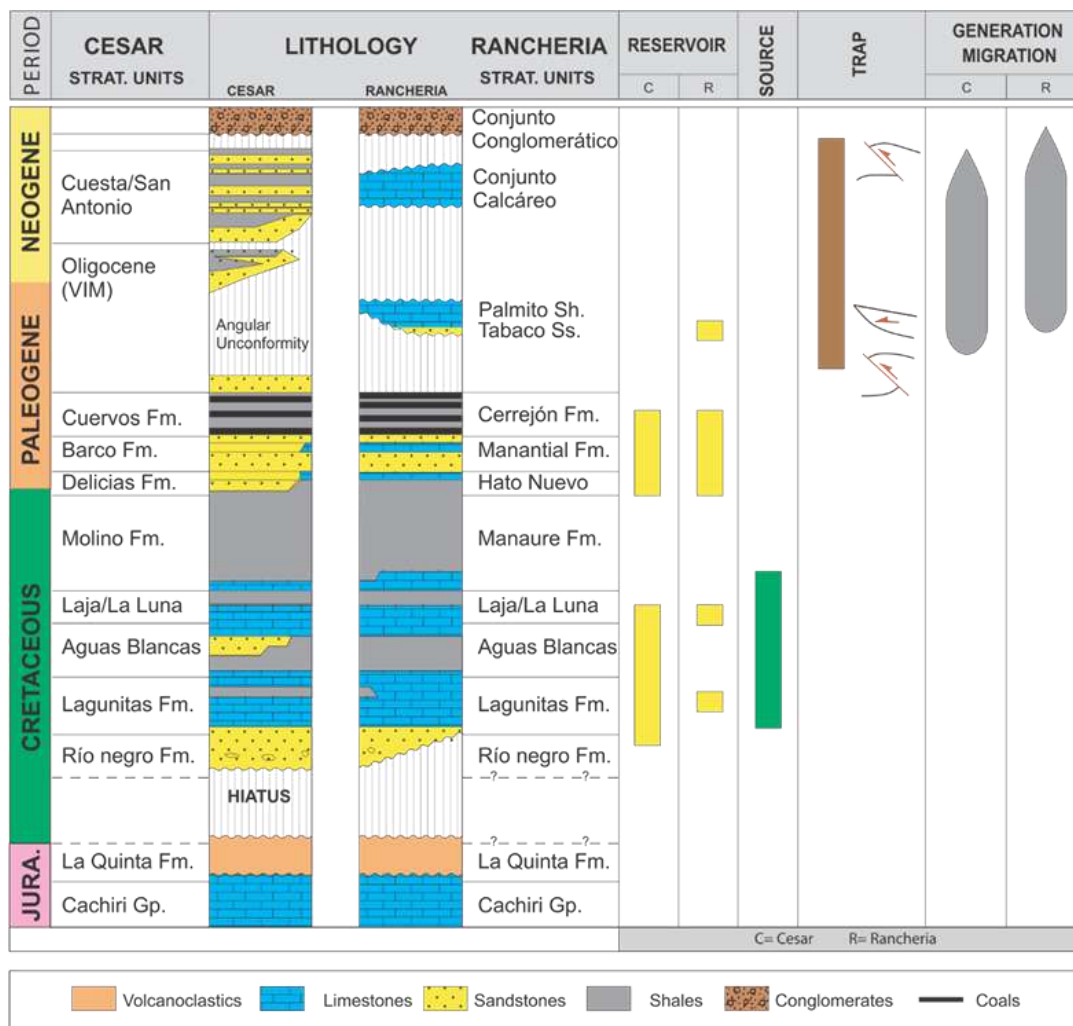 PERIOD
CESAR
STRAT. UNITS
LITHOLOGY
CESAR
RANCHERIA
RANCHERIA
STRAT. UNITS
RESERVOIR
C
R
SOURCE
TRAP
GENERATION
MIGRATION
C
R
NEOGENE
PALEOGENE
CRETACEOUS
JURA.
Cuesta/San
Antonio
Oligocene
(VIM)
Cuervos Fm.
Barco Fm.
Delicias Fm.
Molino Fm.
Laja/La Luna
Aguas Blancas
Lagunitas Fm.
Río negro Fm.
La Quinta Fm.
Cachiri Gp.
Angular
Unconformity
HIATUS
Conjunto
Conglomerático
Conjunto
Calcáreo
Palmito Sh.
Tabaco Ss.
Cerrejón Fm.
Manantial Fm.
Hato Nuevo
Manaure Fm.
Laja/La Luna
Aguas Blancas
Lagunitas Fm.
Río negro Fm.
? ?
? ?
La Quinta Fm.
Cachiri Gp.
C= Cesar R= Rancheria
Volcanoclastics Limestones Sandstones Shales Conglomerates Coals